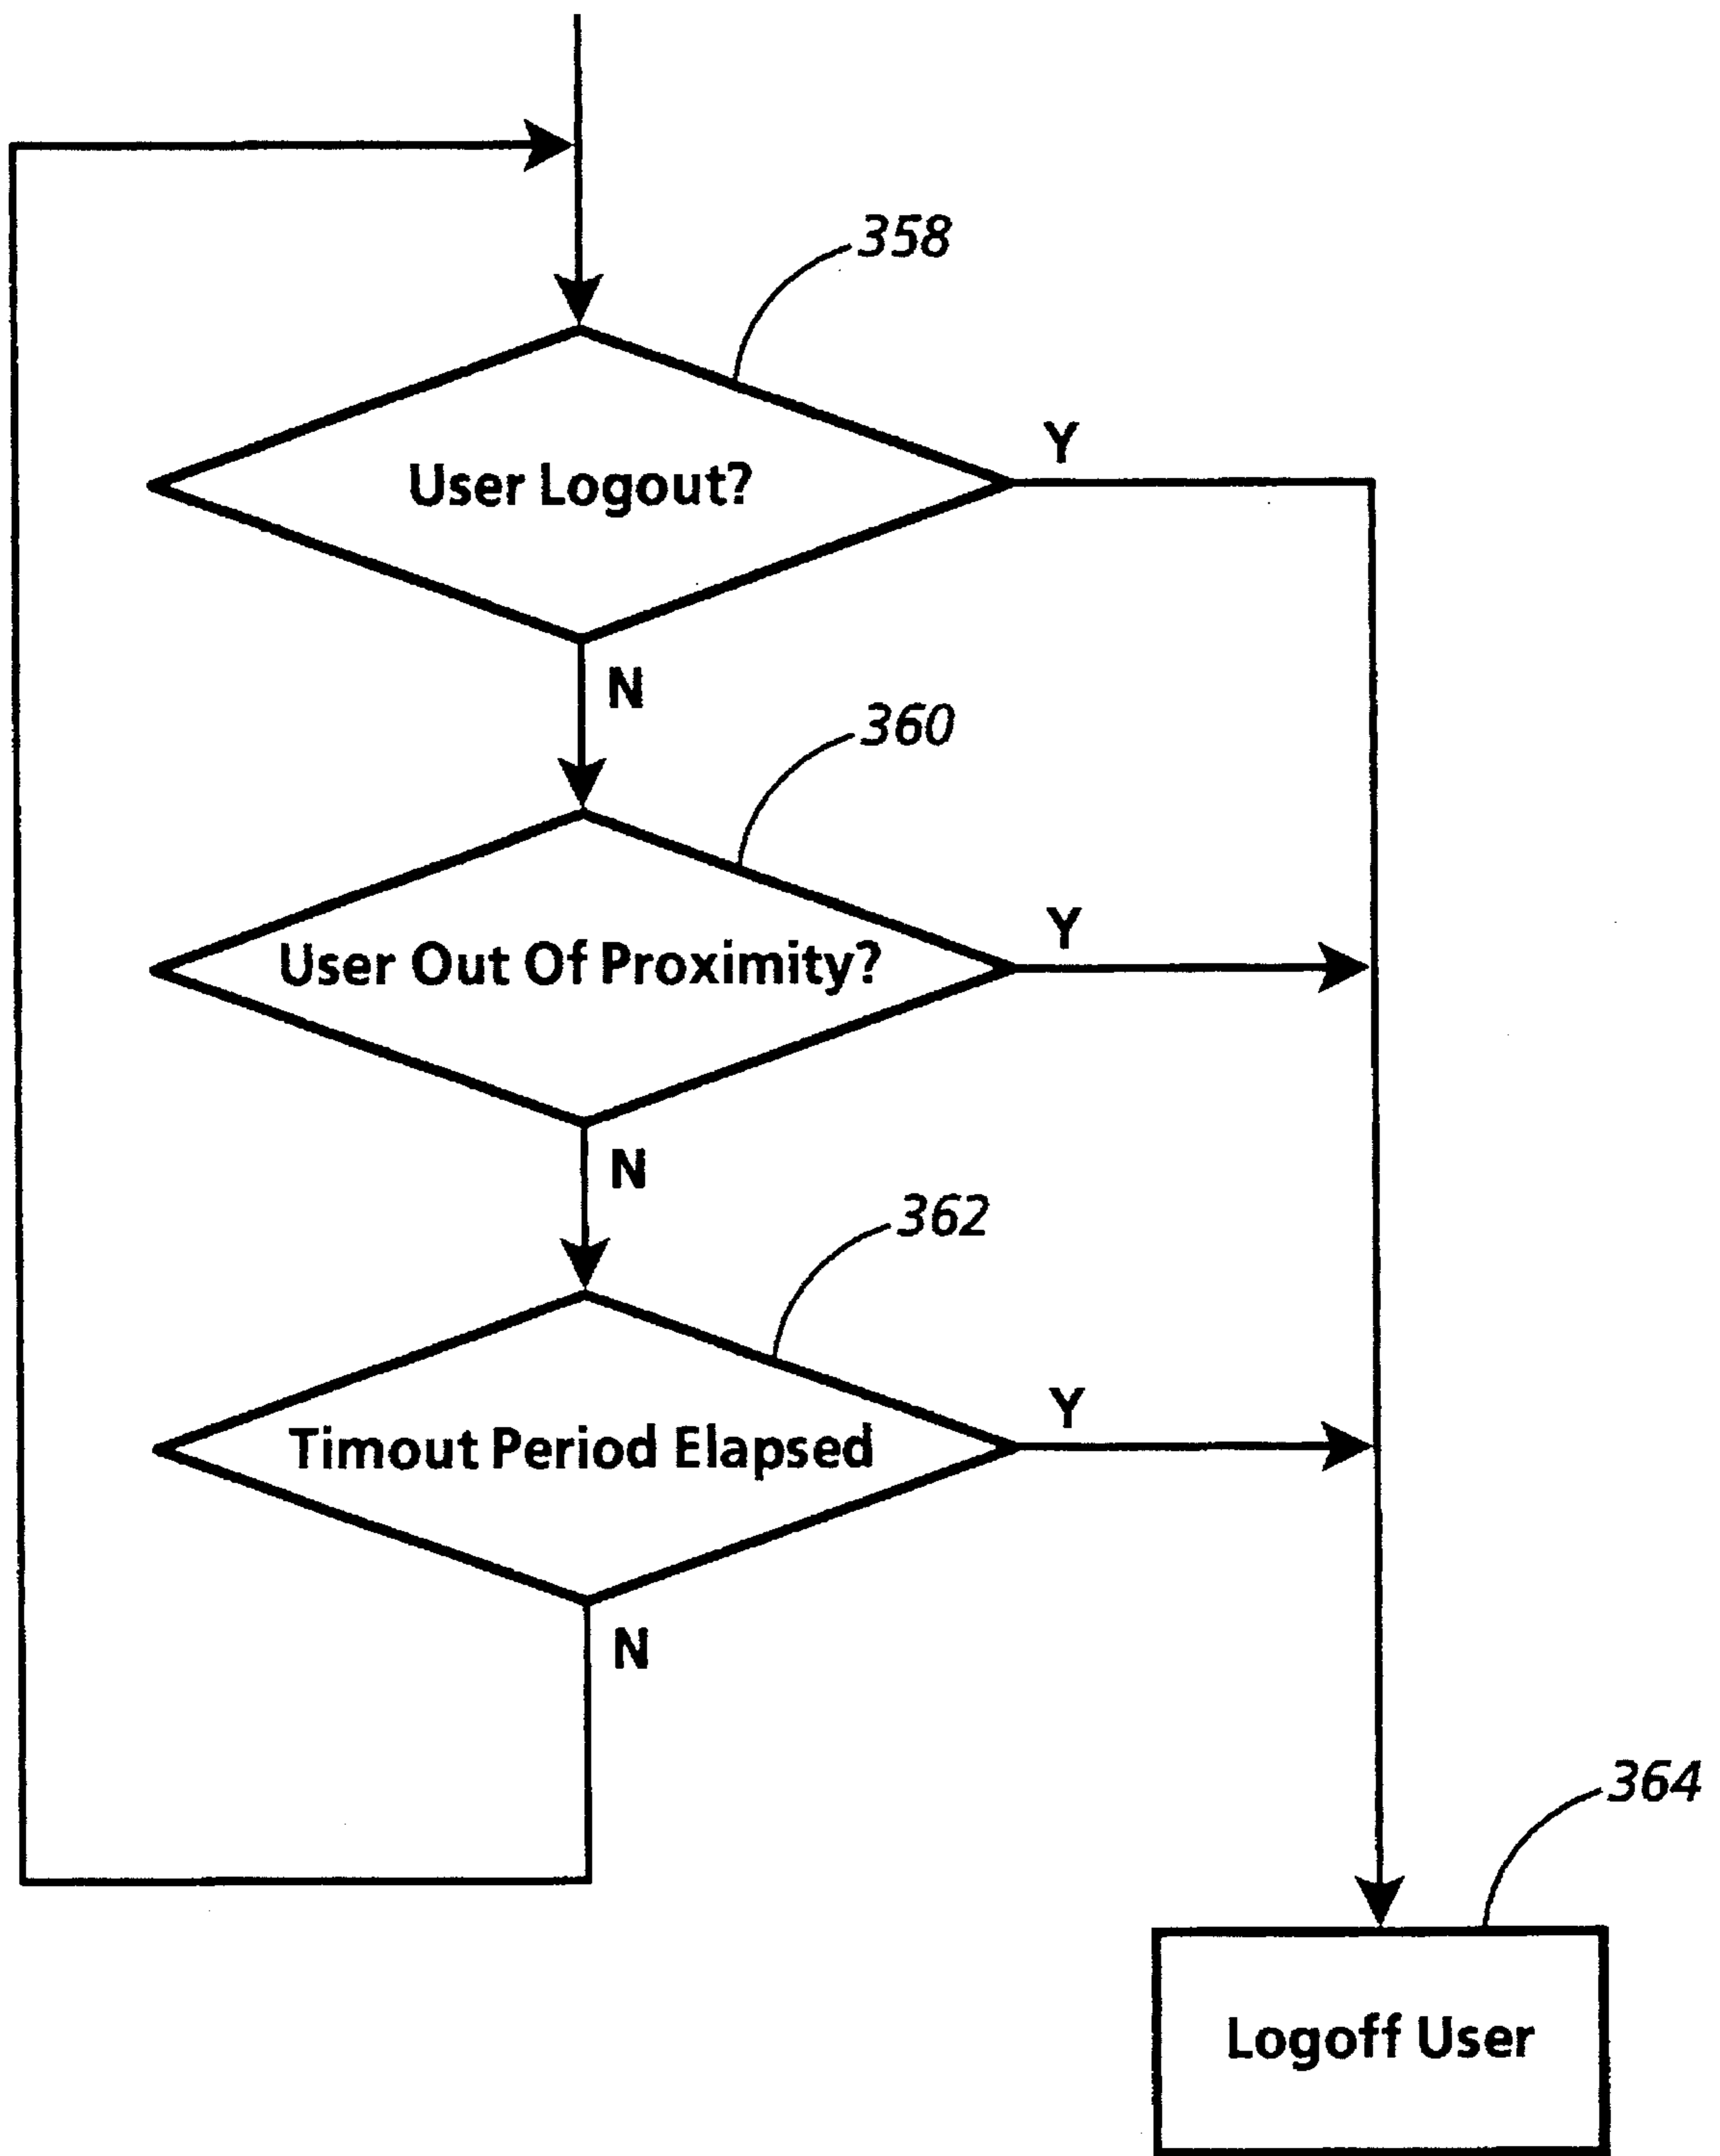 358
User Logout?
Y
N
360
User Out Of Proximity?
Y
N
362
Timout Period Elapsed
Y
N
364
Logoff User